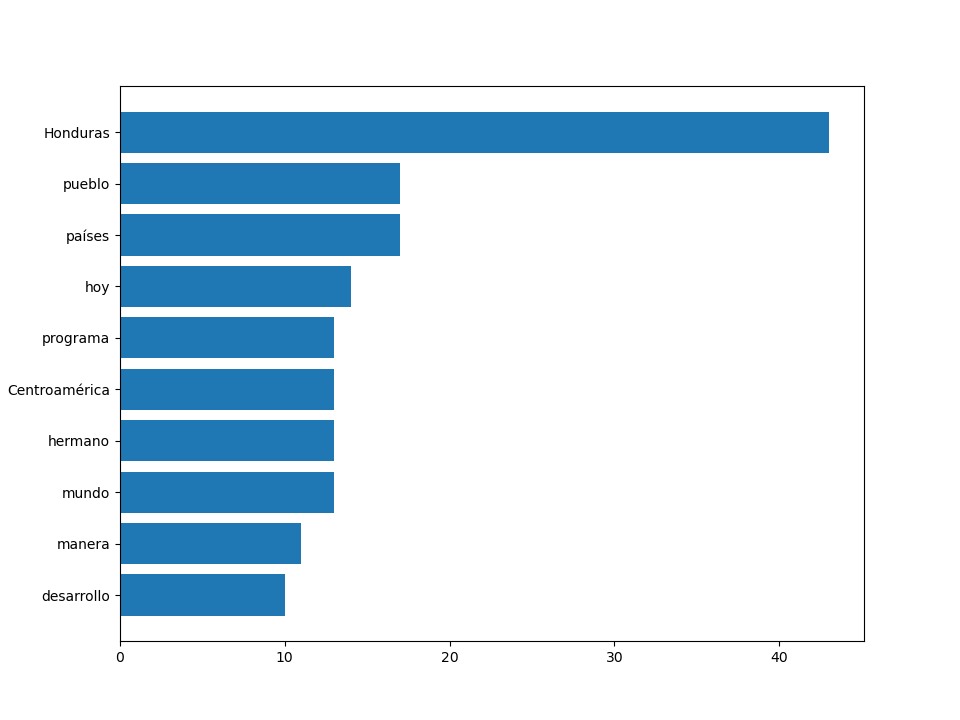 Honduras
pueblo
países
hoy
programa
Centroamérica
hermano
mundo
manera
desarrollo
0 10 20 30 40